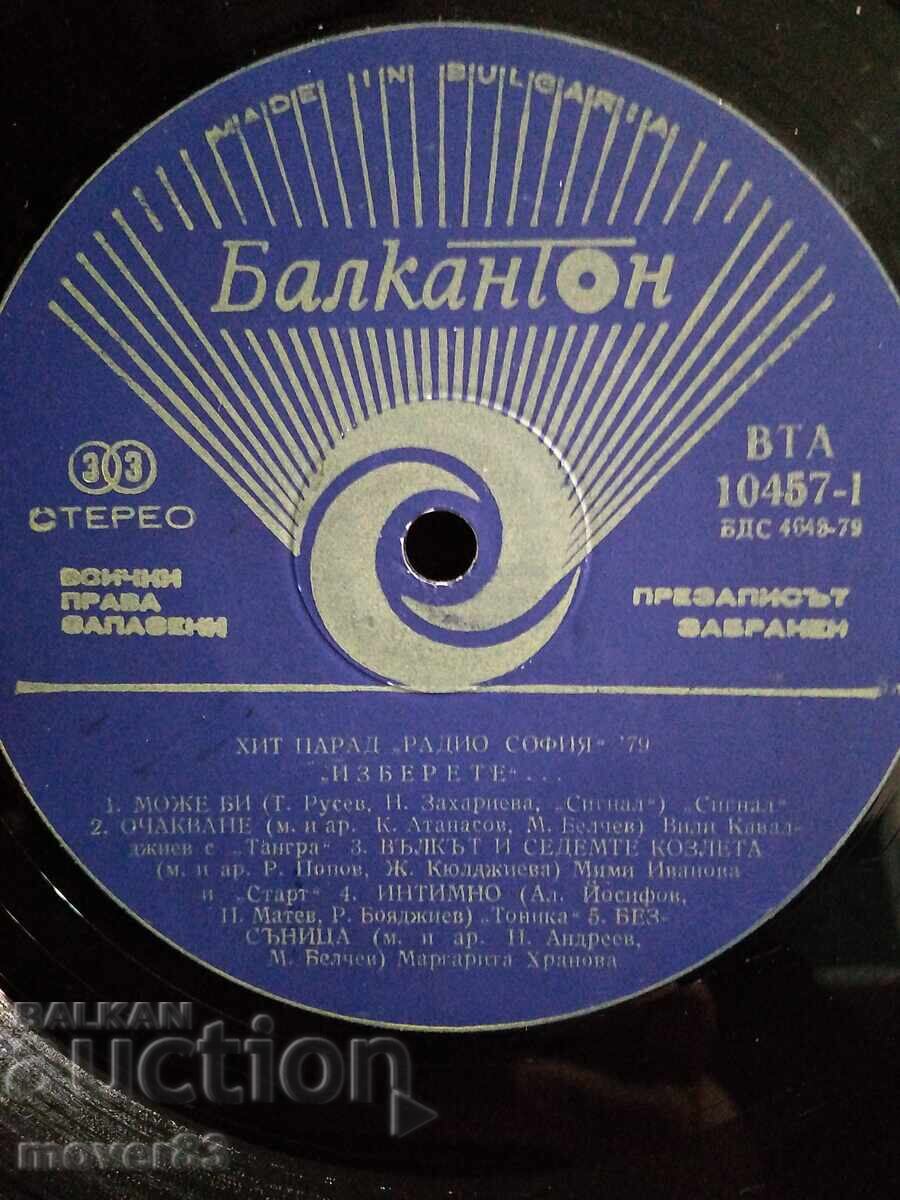 MADE IN BULGARIA
Балкантон
33
СТЕРЕО
ВСИЧКИ
ПРАВА
ЗАПАЗЕНИ
ВТА
10457-1
БДС 4648-79
ПРЕЗАПИСЪТ
ЗАБРАНЕН
ХИТ ПАРАД „РАДИО СОФИЯ“ '79
„ИЗБЕРЕТЕ“ . . .
1. МОЖЕ БИ (Т. Русев, Н. Захариева, „Сигнал“) „Сигнал“
2. ОЧАКВАНЕ (м. и ар. К. Атанасов, М. Белчев) Вили Кавал-
джиев с „Тангра“ 3. ВЪЛКЪТ И СЕДЕМТЕ КОЗЛЕТА
(м. и ар. Р. Попов, Ж. Кюлджиева) Мими Иванова
и „Старт“ 4. ИНТИМНО (Ал. Йосифов,
П. Матев, Р. Бояджиев) „Тоника“ 5. БЕЗ-
СЪНИЦА (м. и ар. Н. Андреев,
М. Белчев) Маргарита Хранова
BALKAN
auction
mover83